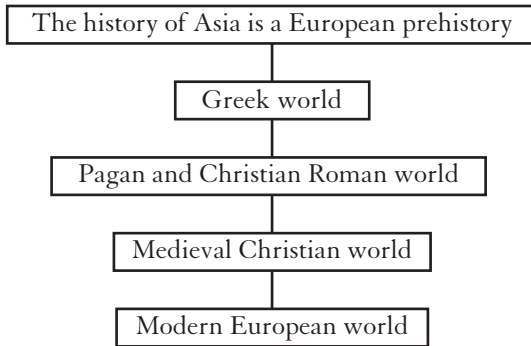 The history of Asia is a European prehistory
Greek world
Pagan and Christian Roman world
Medieval Christian world
Modern European world